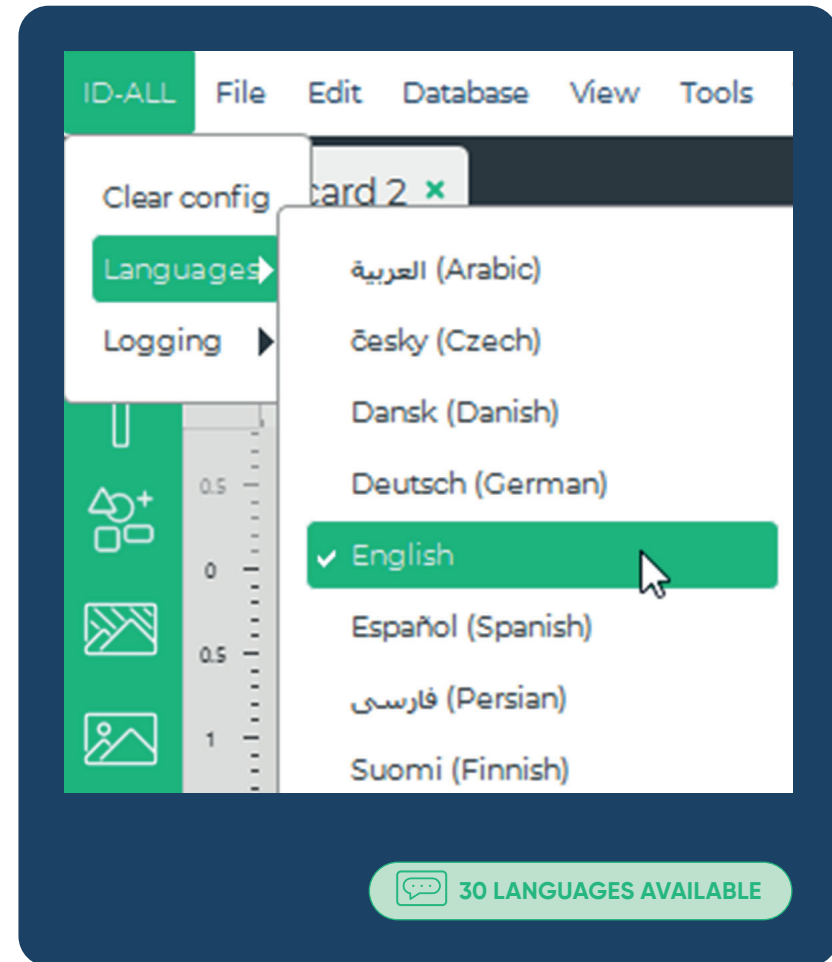 ID-ALL File Edit Database View Tools
card 2 ×
Clear config
Languages
Logging
العربية (Arabic)
česky (Czech)
Dansk (Danish)
Deutsch (German)
English
Español (Spanish)
فارسی (Persian)
Suomi (Finnish)
0.5
0
0.5
1
30 LANGUAGES AVAILABLE